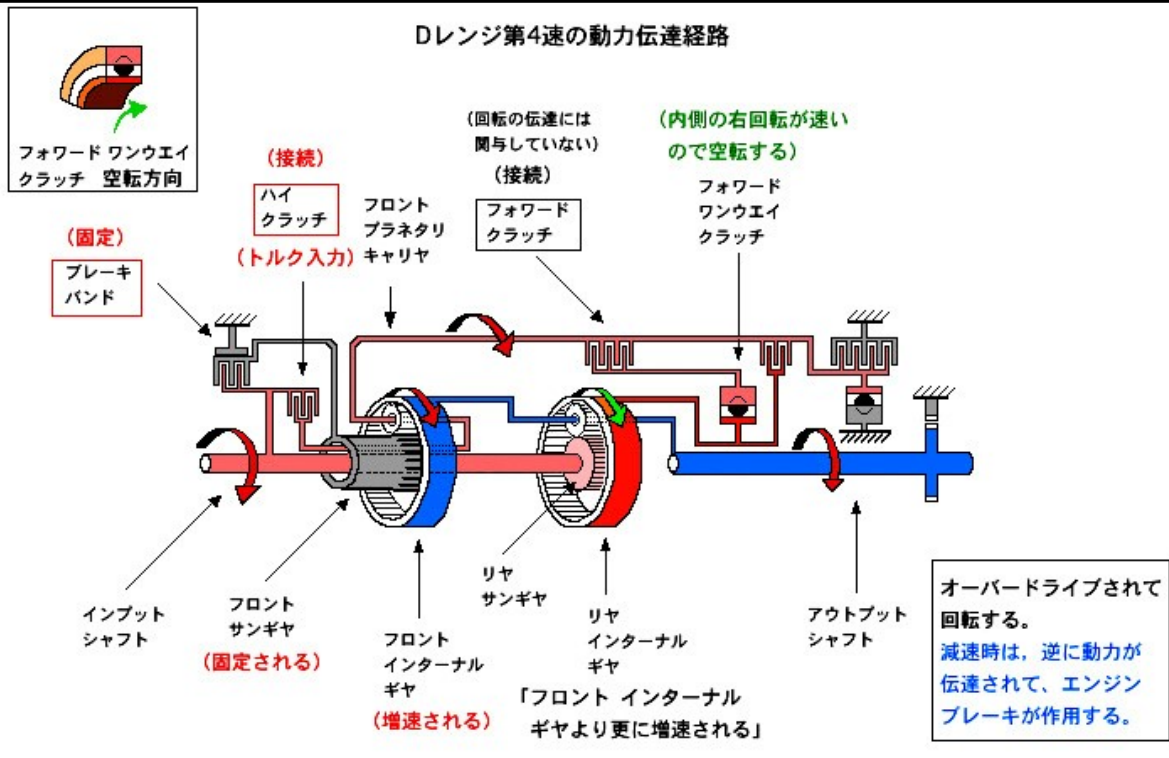 Dレンジ第4速の動力伝達経路
フォワード ワンウエイ
クラッチ 空転方向
(固定)
ブレーキ
バンド
(接続)
ハイ
クラッチ
(トルク入力)
フロント
プラネタリ
キャリヤ
(回転の伝達には
関与していない)
(接続)
フォワード
クラッチ
(内側の右回転が速い
ので空転する)
フォワード
ワンウエイ
クラッチ
インプット
シャフト
フロント
サンギヤ
(固定される)
フロント
インターナル
ギヤ
(増速される)
リヤ
サンギヤ
リヤ
インターナル
ギヤ
「フロント インターナル
ギヤより更に増速される」
アウトプット
シャフト
オーバードライブされて
回転する。
減速時は，逆に動力が
伝達されて、エンジン
ブレーキが作用する。